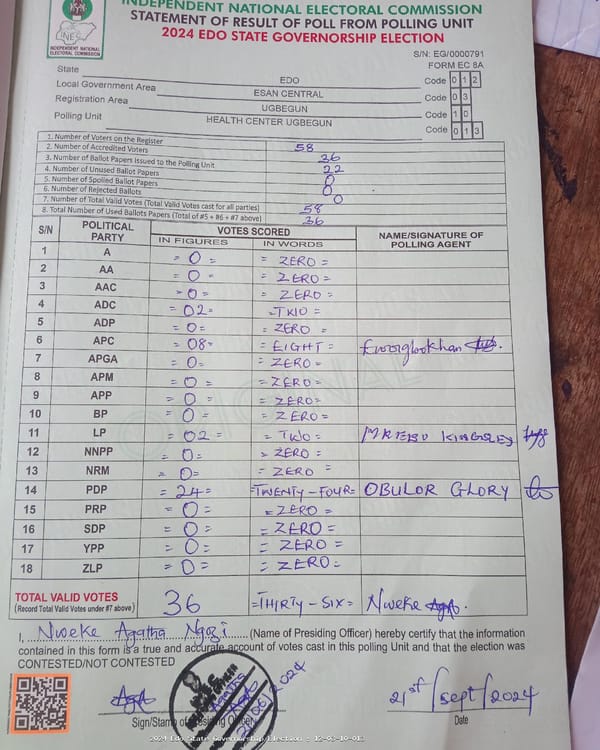 INDEPENDENT NATIONAL ELECTORAL COMMISSION
STATEMENT OF RESULT OF POLL FROM POLLING UNIT
2024 EDO STATE GOVERNORSHIP ELECTION
INEC
INDEPENDENT NATIONAL ELECTORAL COMMISSION
S/N: EG/0000791
FORM EC 8A
State EDO Code 0 1 2
Local Government Area ESAN CENTRAL Code 0 3
Registration Area UGBEGUN Code 1 0
Polling Unit HEALTH CENTER UGBEGUN Code 0 1 3
1. Number of Voters on the Register 58
2. Number of Accredited Voters 36
3. Number of Ballot Papers issued to the Polling Unit 22
4. Number of Unused Ballot Papers 0
5. Number of Spoiled Ballot Papers 0
6. Number of Rejected Ballots 0
7. Number of Total Valid Votes (Total Valid Votes cast for all parties) 58
8. Total Number of Used Ballots Papers (Total of #5 + #6 + #7 above) 36
S/N POLITICAL PARTY VOTES SCORED NAME/SIGNATURE OF POLLING AGENT
IN FIGURES IN WORDS
1 A =0= =ZERO=
2 AA =0= =ZERO=
3 AAC =0= =ZERO=
4 ADC =02= =TWO=
5 ADP =0= =ZERO=
6 APC =08= =EIGHT=
7 APGA =0= =ZERO=
8 APM =0= =ZERO=
9 APP =0= =ZERO=
10 BP =0= =ZERO=
11 LP =02= =TWO= KINGSLEY
12 NNPP =0= =ZERO=
13 NRM =0= =ZERO=
14 PDP =24= =TWENTY-FOUR= OBULOR GLORY
15 PRP =0= =ZERO=
16 SDP =0= =ZERO=
17 YPP =0= =ZERO=
18 ZLP =0= =ZERO=
TOTAL VALID VOTES 36 =THIRTY-SIX= Nweke
(Record Total Valid Votes under #7 above)
I, Nweke Agatha Ngozi (Name of Presiding Officer) hereby certify that the information
contained in this form is a true and accurate account of votes cast in this polling Unit and that the election was
CONTESTED/NOT CONTESTED
21st/Sept/2024
Sign/Stamp of Presiding Officer Date
2024 Edo State Governorship Election - 12-03-10-013